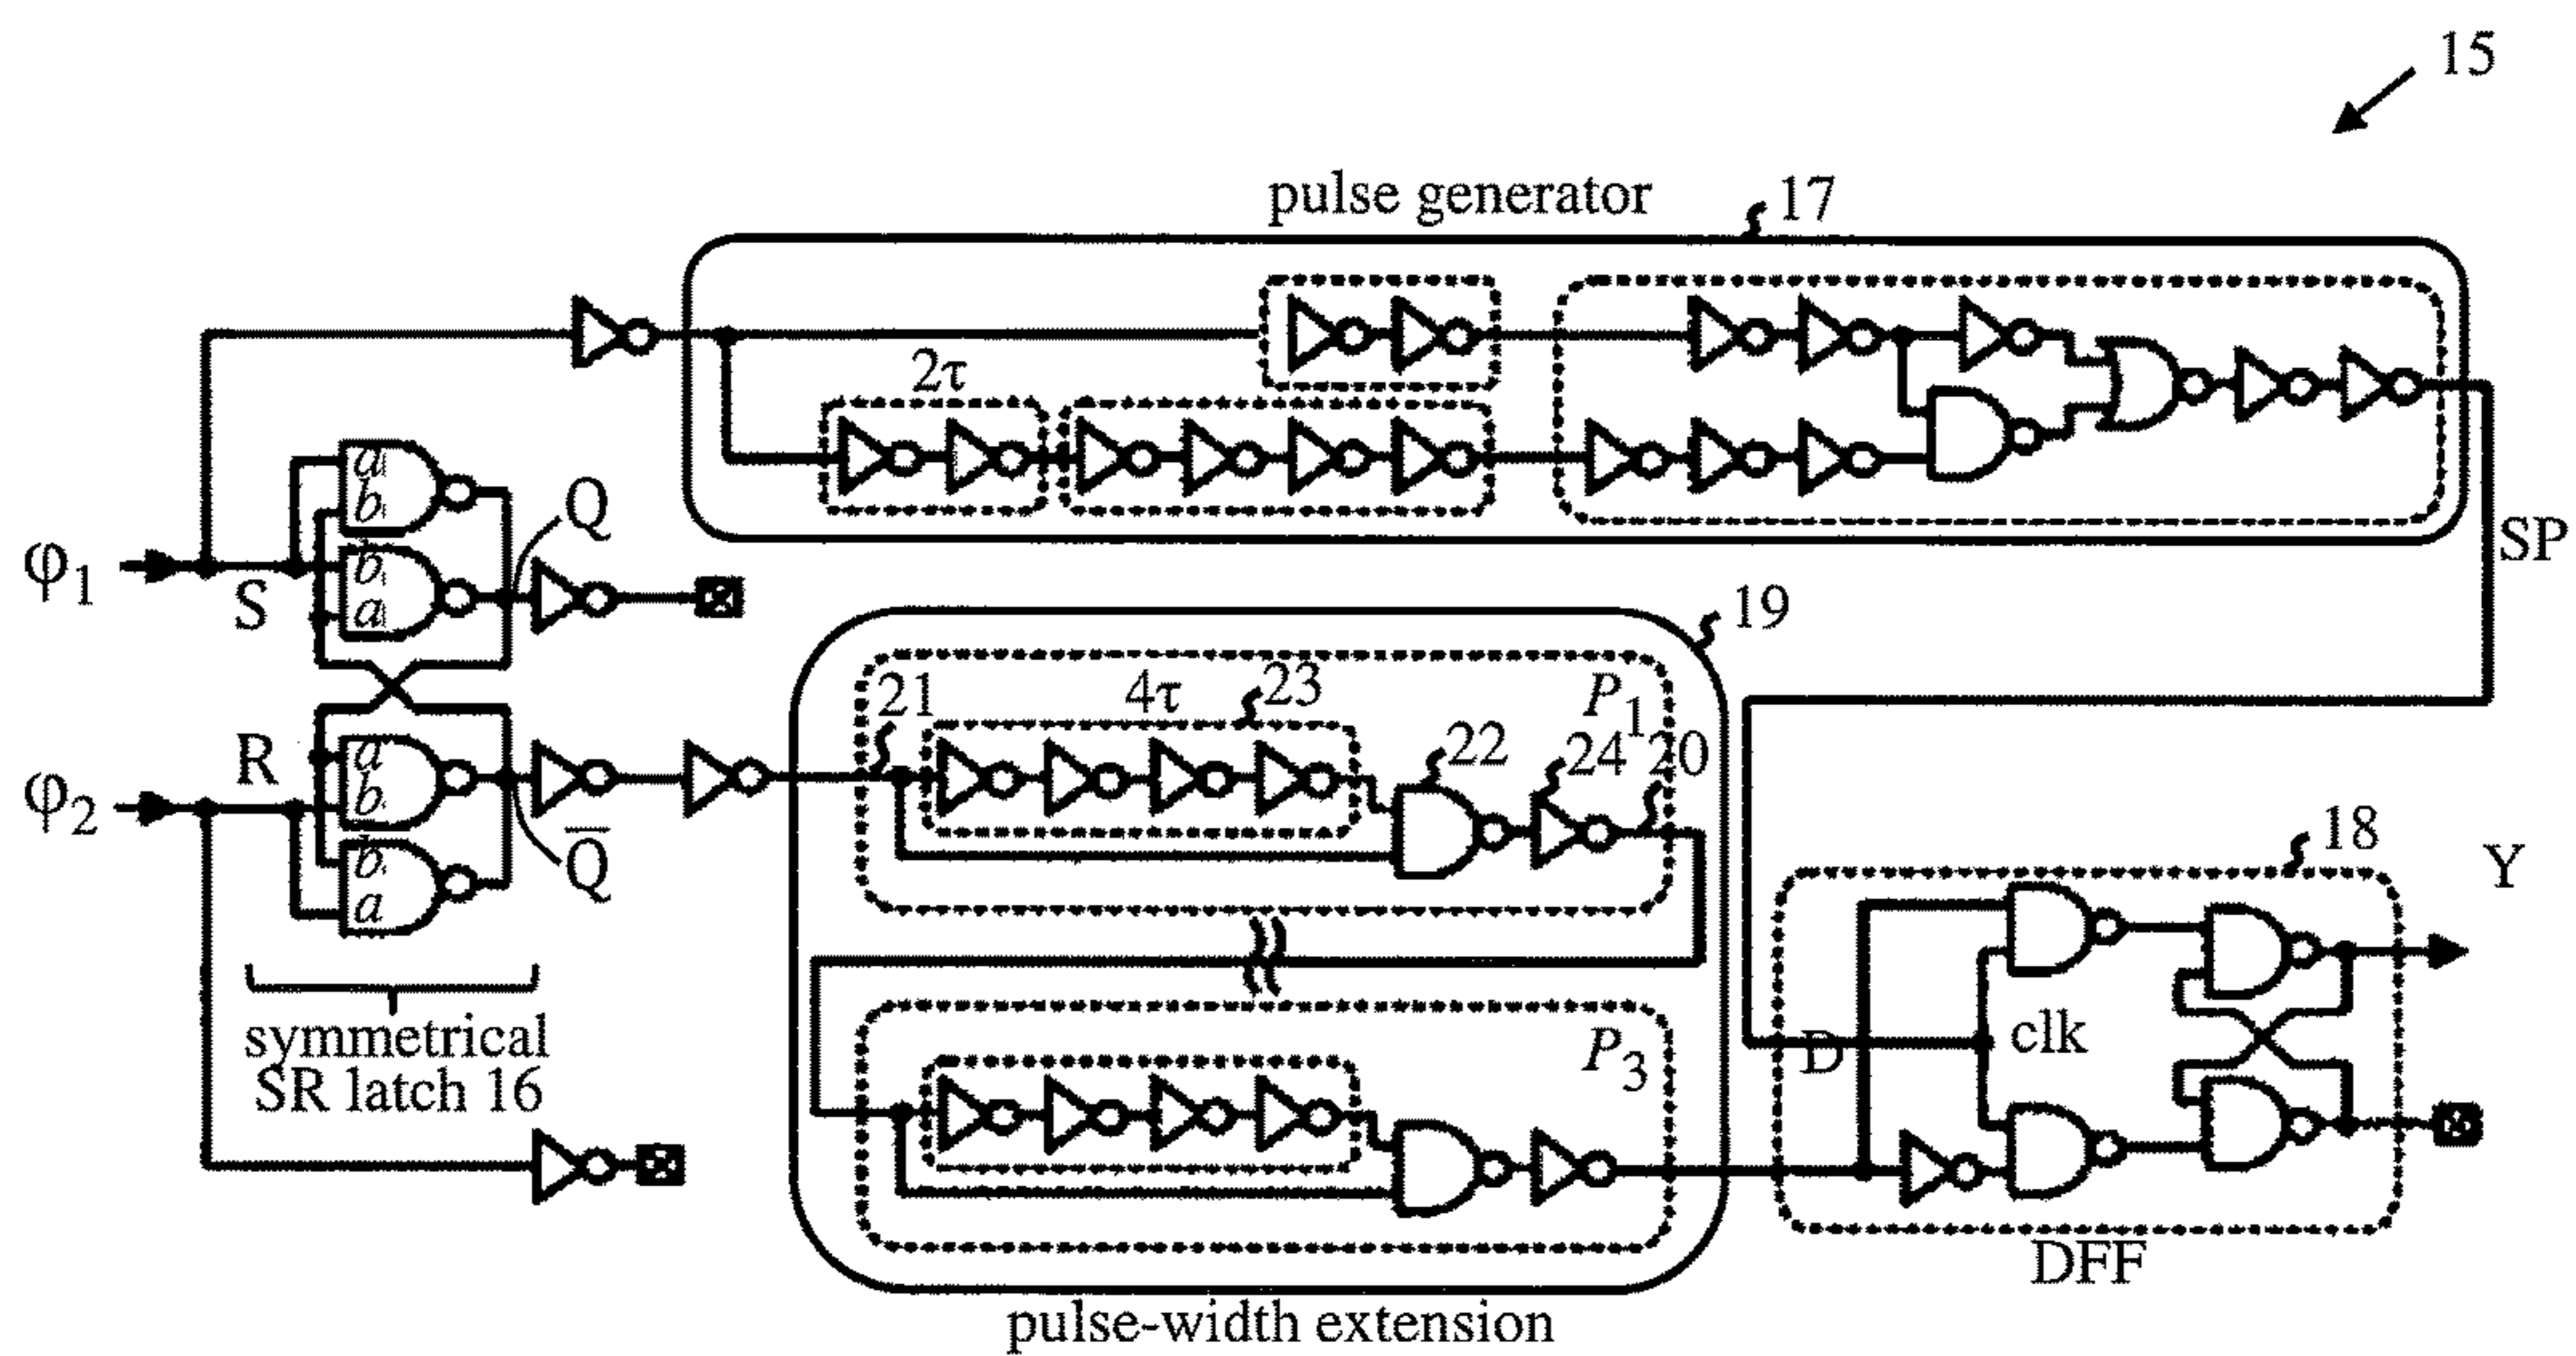 15
pulse generator
17
2τ
a
b
Q
φ1
S
b
a
SP
19
21
4τ
23
P1
22
24
20
φ2
R
a
b
Q̅
b
a
18
Y
symmetrical
SR latch 16
P3
D
clk
DFF
pulse-width extension